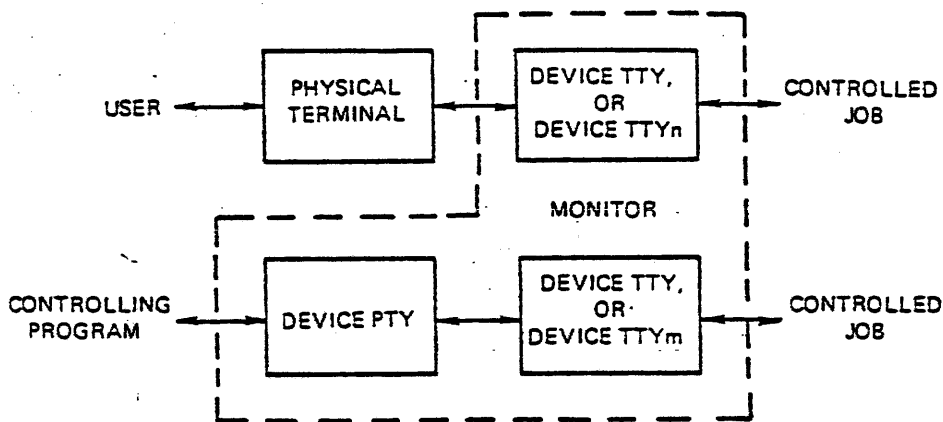 USER
PHYSICAL
TERMINAL
DEVICE TTY,
OR
DEVICE TTYn
CONTROLLED
JOB
MONITOR
CONTROLLING
PROGRAM
DEVICE PTY
DEVICE TTY,
OR
DEVICE TTYm
CONTROLLED
JOB